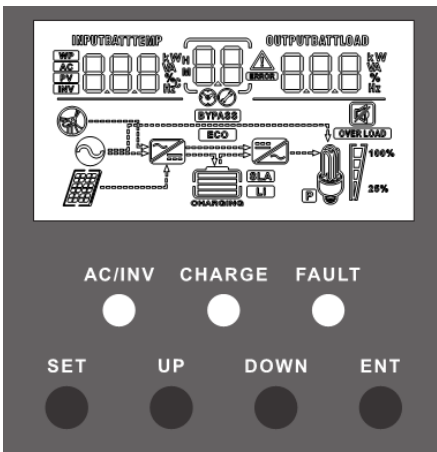 INPUTBATTTEMP OUTPUTBATTLOAD
WP kW H kW
AC VA M ERROR VA
PV % %
INV Hz °C Hz
BYPASS
ECO OVER LOAD
100%
SLA
LI P 25%
CHARGING
AC/INV CHARGE FAULT
SET UP DOWN ENT